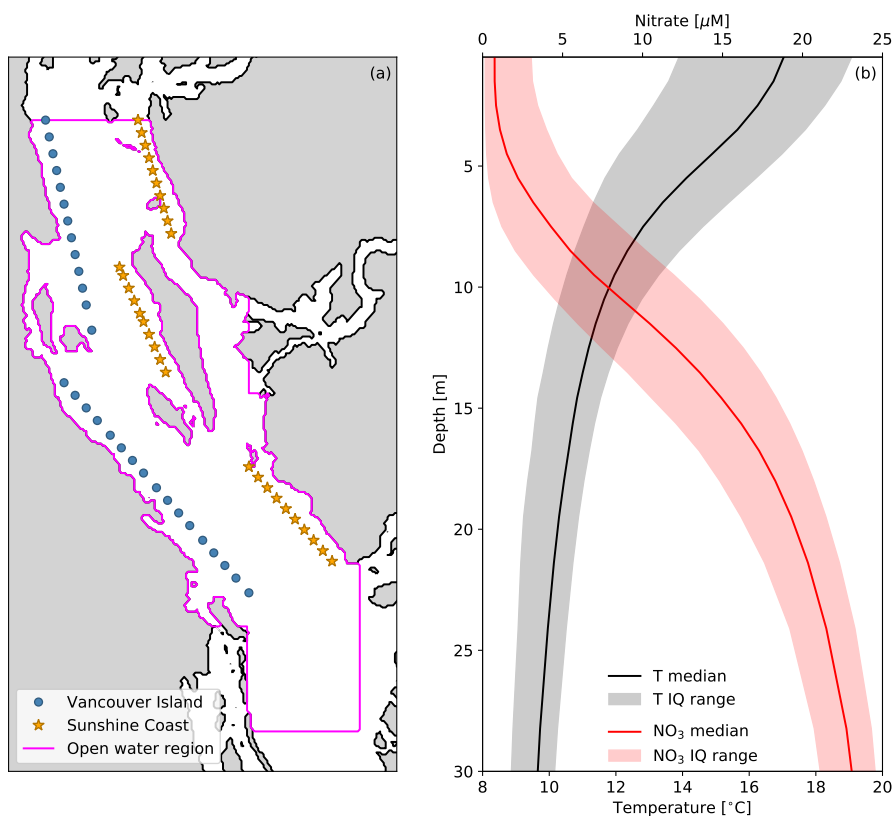 (a)
Vancouver Island
Sunshine Coast
Open water region
Nitrate [μM]
0 5 10 15 20 25
(b)
5
10
15
20
25
30
Depth [m]
T median
T IQ range
NO₃ median
NO₃ IQ range
8 10 12 14 16 18 20
Temperature [°C]